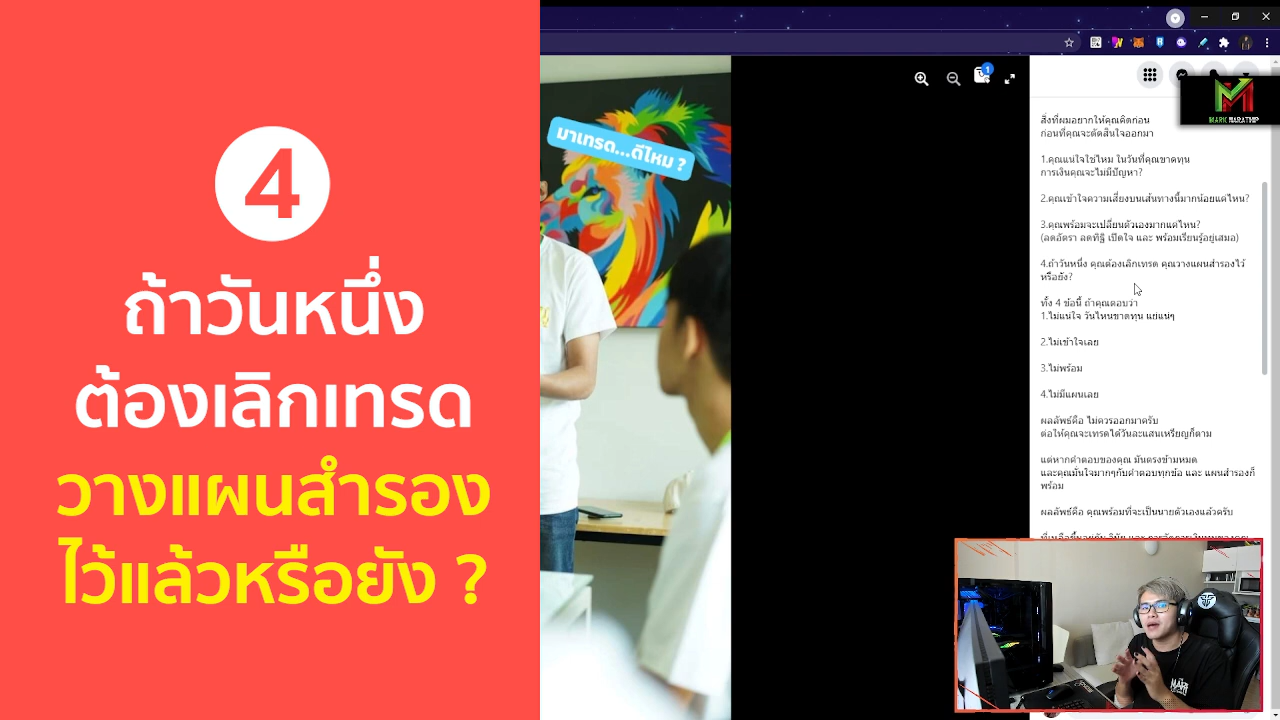 4
ถ้าวันหนึ่ง
ต้องเลิกเทรด
วางแผนสำรอง
ไว้แล้วหรือยัง ?
มาเทรด...ดีไหม ?
1
MARK MARATHIP
สิ่งที่ผมอยากให้คุณคิดก่อน
ก่อนที่คุณจะตัดสินใจออกมา
1.คุณแน่ใจใช่ไหม ในวันที่คุณขาดทุน
การเงินคุณจะไม่มีปัญหา?
2.คุณเข้าใจความเสี่ยงบนเส้นทางนี้มากน้อยแค่ไหน?
3.คุณพร้อมจะเปลี่ยนตัวเองมากแค่ไหน?
(ลดอัตรา ลดทิฐิ เปิดใจ และ พร้อมเรียนรู้อยู่เสมอ)
4.ถ้าวันหนึ่ง คุณต้องเลิกเทรด คุณวางแผนสำรองไว้
หรือยัง?
ทั้ง 4 ข้อนี้ ถ้าคุณตอบว่า
1.ไม่แน่ใจ วันไหนขาดทุน แย่แน่ๆ
2.ไม่เข้าใจเลย
3.ไม่พร้อม
4.ไม่มีแผนเลย
ผลลัพธ์คือ ไม่ควรออกมาครับ
ต่อให้คุณจะเทรดได้วันละแสนเหรียญก็ตาม
แต่หากคำตอบของคุณ มันตรงข้ามหมด
และคุณมั่นใจมากๆกับคำตอบทุกข้อ และ แผนสำรองก็
พร้อม
ผลลัพธ์คือ คุณพร้อมที่จะเป็นนายตัวเองแล้วครับ